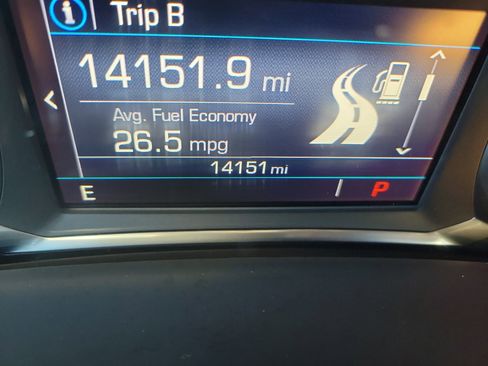 i Trip B
14151.9 mi
Avg. Fuel Economy
26.5 mpg
14151 mi
E P